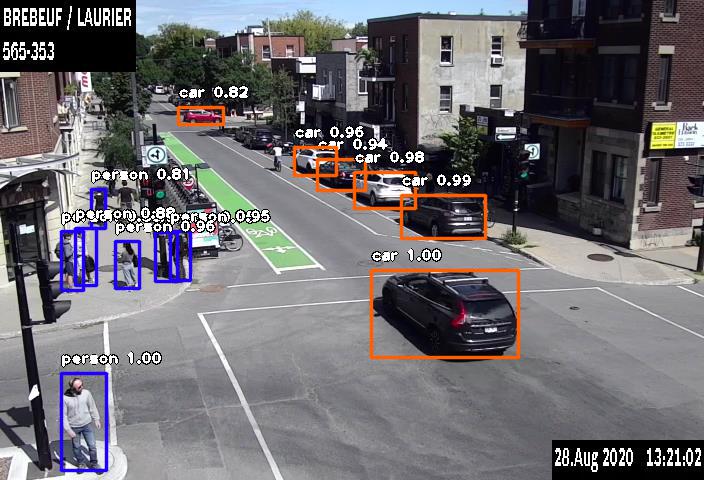 BREBEUF / LAURIER
565-353
car 0.82
car 0.96
0.94
car 0.98
car 0.99
person 0.81
person 0.88
0.95
person 0.96
car 1.00
person 1.00
28.Aug 2020 13:21:02